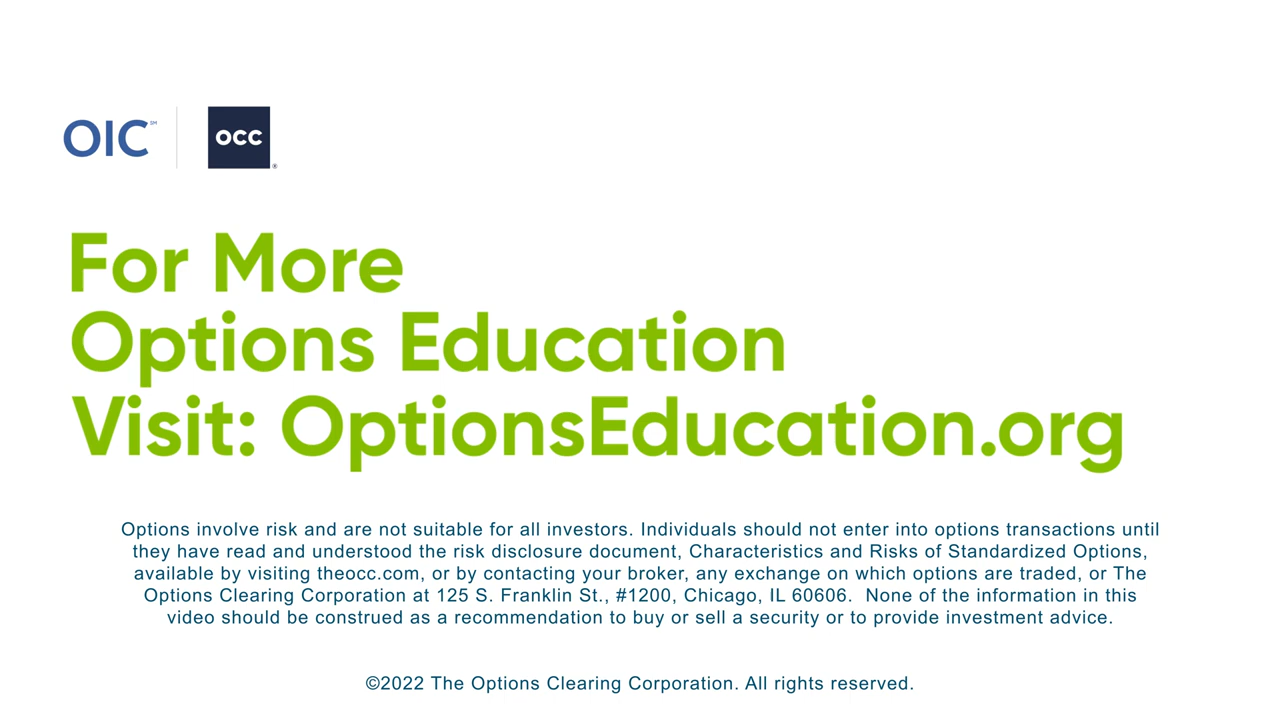 OIC℠
OCC®
For More
Options Education
Visit: OptionsEducation.org
Options involve risk and are not suitable for all investors. Individuals should not enter into options transactions until
they have read and understood the risk disclosure document, Characteristics and Risks of Standardized Options,
available by visiting theocc.com, or by contacting your broker, any exchange on which options are traded, or The
Options Clearing Corporation at 125 S. Franklin St., #1200, Chicago, IL 60606.  None of the information in this
video should be construed as a recommendation to buy or sell a security or to provide investment advice.
©2022 The Options Clearing Corporation. All rights reserved.